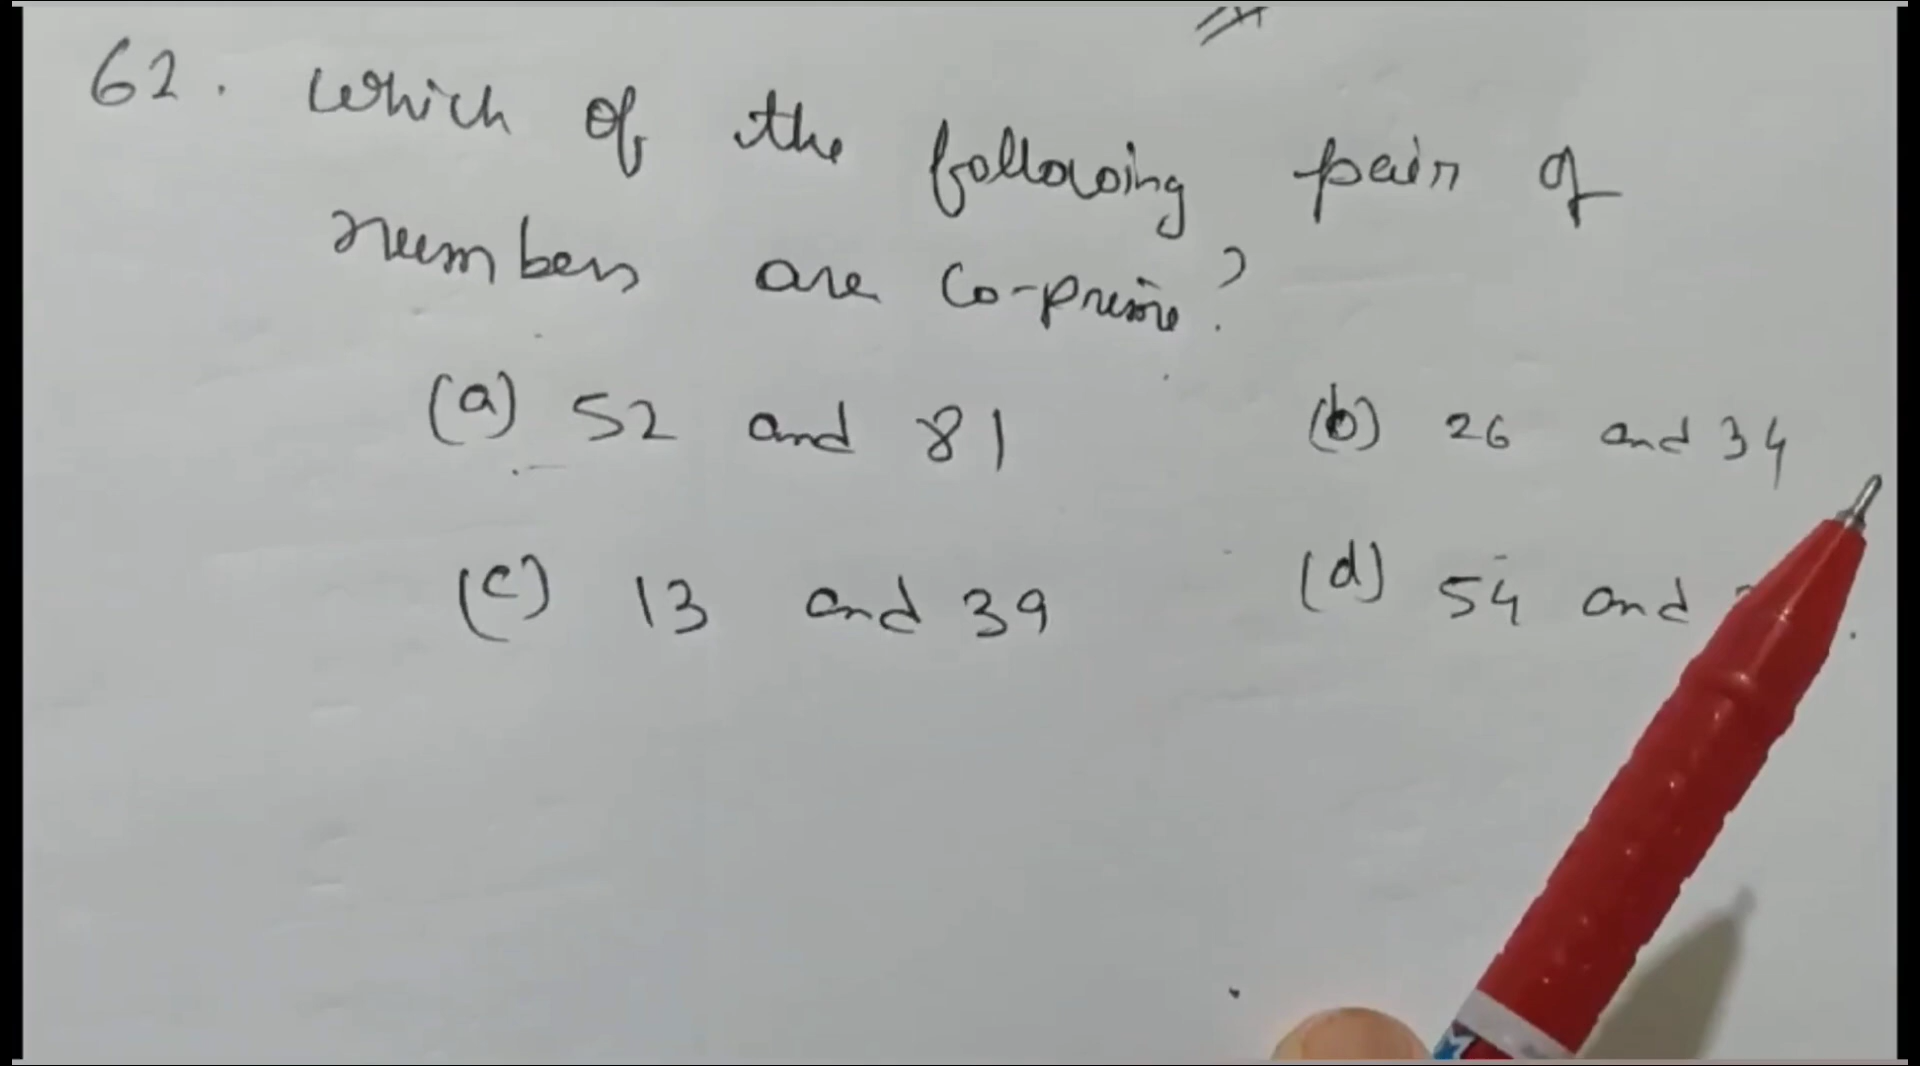 62. Which of the following pair of
numbers are co-prime?
(a) 52 and 81 (b) 26 and 34
(c) 13 and 39 (d) 54 and